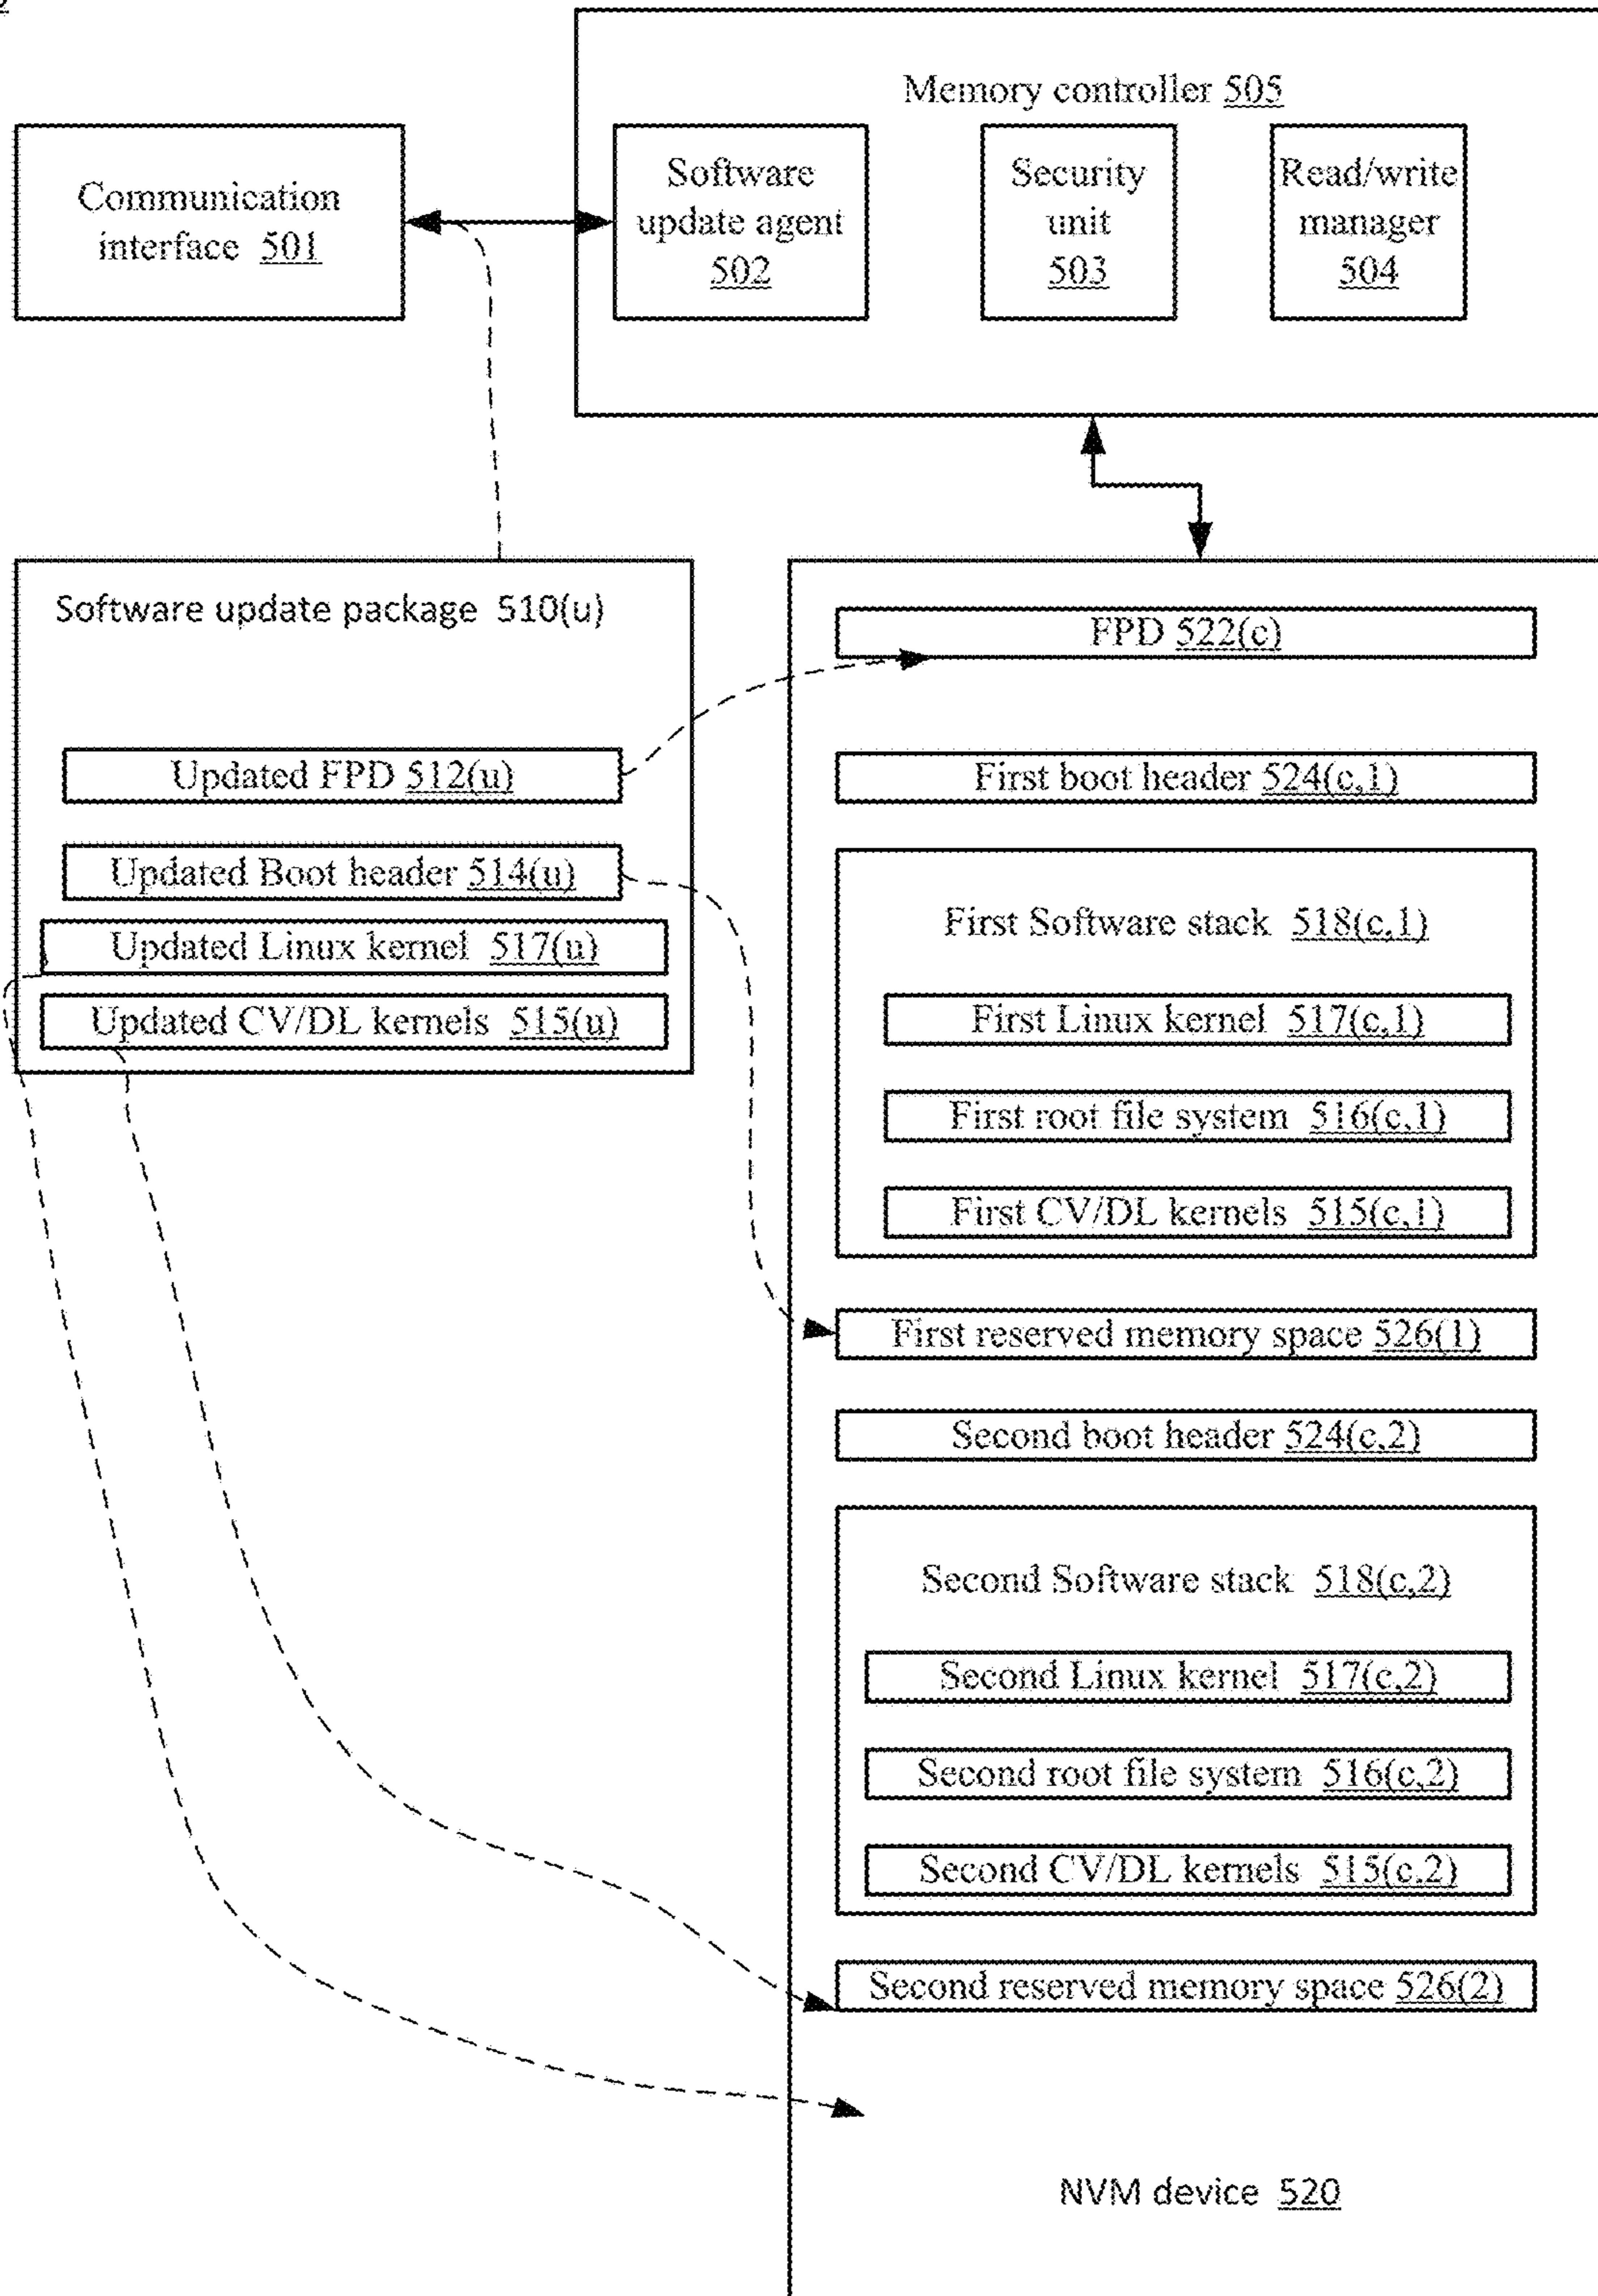 Memory controller 505
Communication
interface 501
Software
update agent
502
Security
unit
503
Read/write
manager
504
Software update package 510(u)
Updated FPD 512(u)
Updated Boot header 514(u)
Updated Linux kernel 517(u)
Updated CV/DL kernels 515(u)
FPD 522(c)
First boot header 524(c,1)
First Software stack 518(c,1)
First Linux kernel 517(c,1)
First root file system 516(c,1)
First CV/DL kernels 515(c,1)
First reserved memory space 526(1)
Second boot header 524(c,2)
Second Software stack 518(c,2)
Second Linux kernel 517(c,2)
Second root file system 516(c,2)
Second CV/DL kernels 515(c,2)
Second reserved memory space 526(2)
NVM device 520